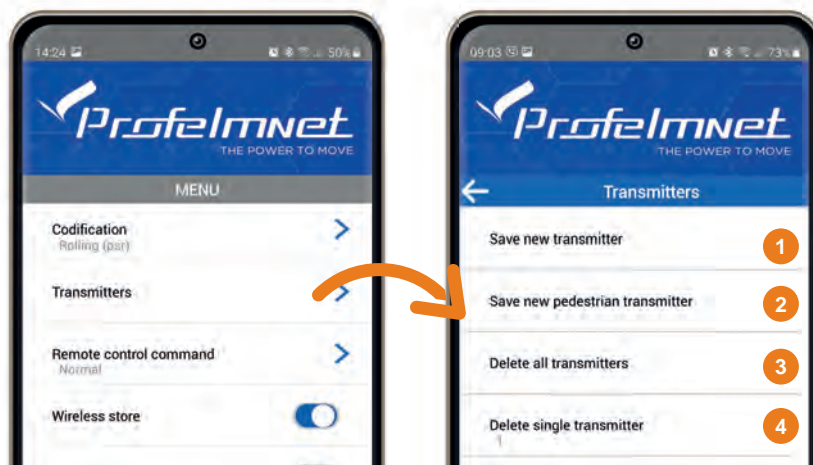 14:24
50%
Profelmnet
THE POWER TO MOVE
MENU
Codification
Rolling (psr)
Transmitters
Remote control command
Normal
Wireless store
09:03
73%
Profelmnet
THE POWER TO MOVE
Transmitters
Save new transmitter
1
Save new pedestrian transmitter
2
Delete all transmitters
3
Delete single transmitter
4
1